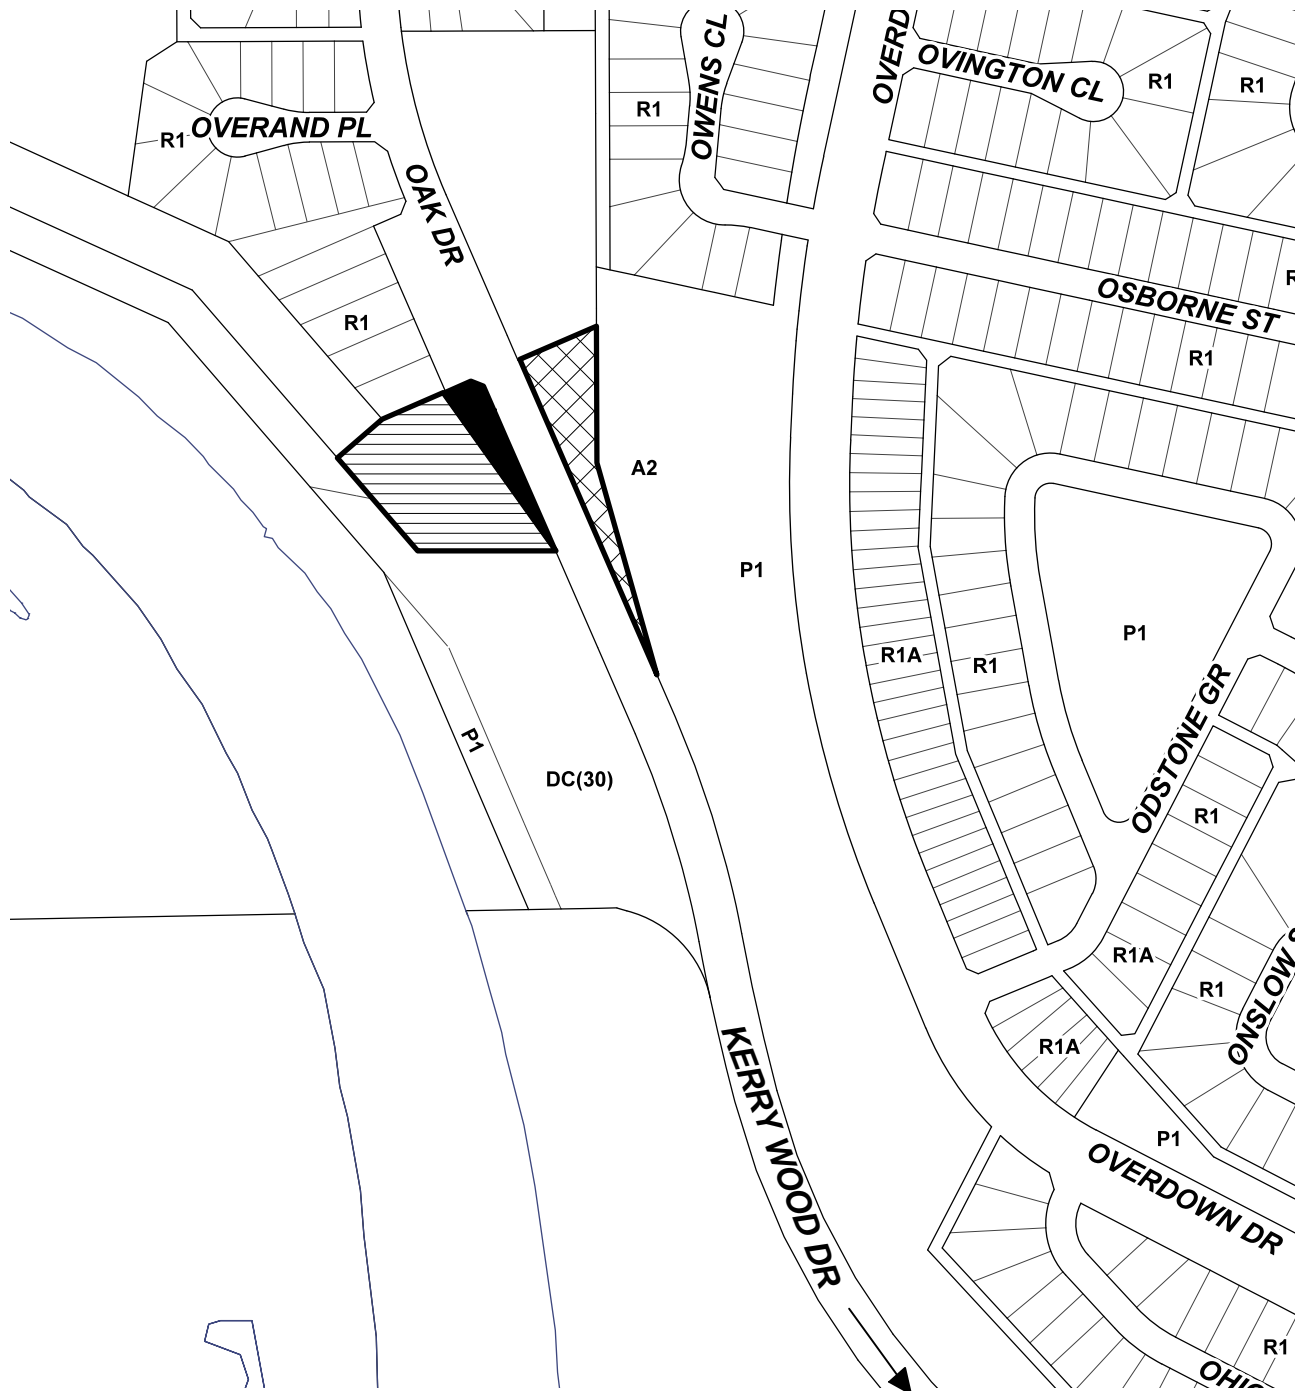 OVERD
OWENS CL
OVINGTON CL
R1
R1
R1
R1
OVERAND PL
OAK DR
R1
OSBORNE ST
R1
A2
P1
P1
R1A
R1
ODSTONE GR
P1
DC(30)
R1
R1A
R1
ONSLOW
R1A
KERRY WOOD DR
P1
OVERDOWN DR
R1